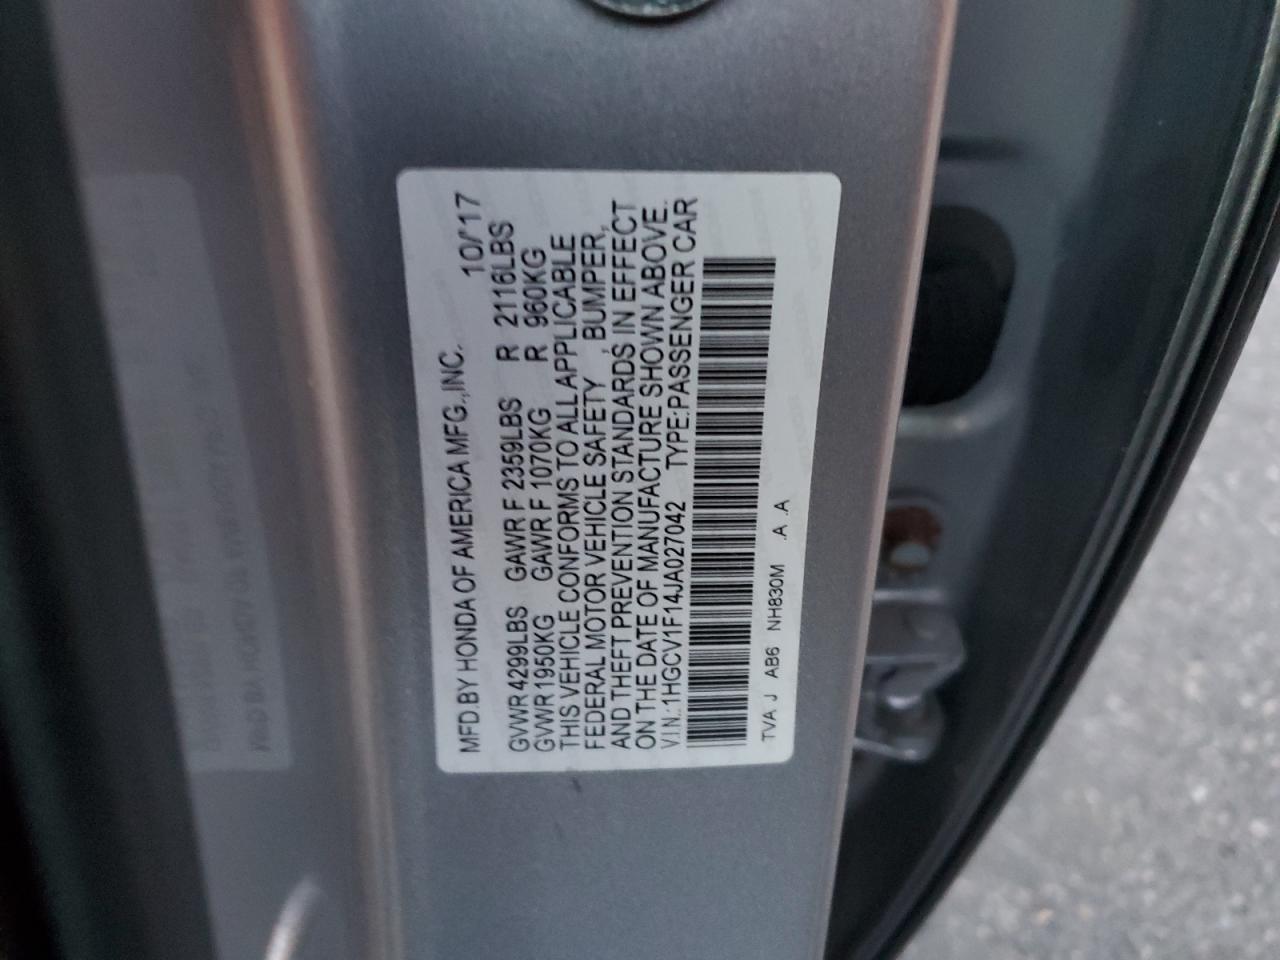 MFD.BY HONDA OF AMERICA MFG.,INC. 10/'17
GVWR 4299LBS GAWR F 2359LBS R 2116LBS
GVWR 1950KG GAWR F 1070KG R 960KG
THIS VEHICLE CONFORMS TO ALL APPLICABLE
FEDERAL MOTOR VEHICLE SAFETY , BUMPER,
AND THEFT PREVENTION STANDARDS IN EFFECT
ON THE DATE OF MANUFACTURE SHOWN ABOVE.
V.I.N.:1HGCV1F14JA027042 TYPE:PASSENGER CAR
TVA J AB6 NH830M .A .A